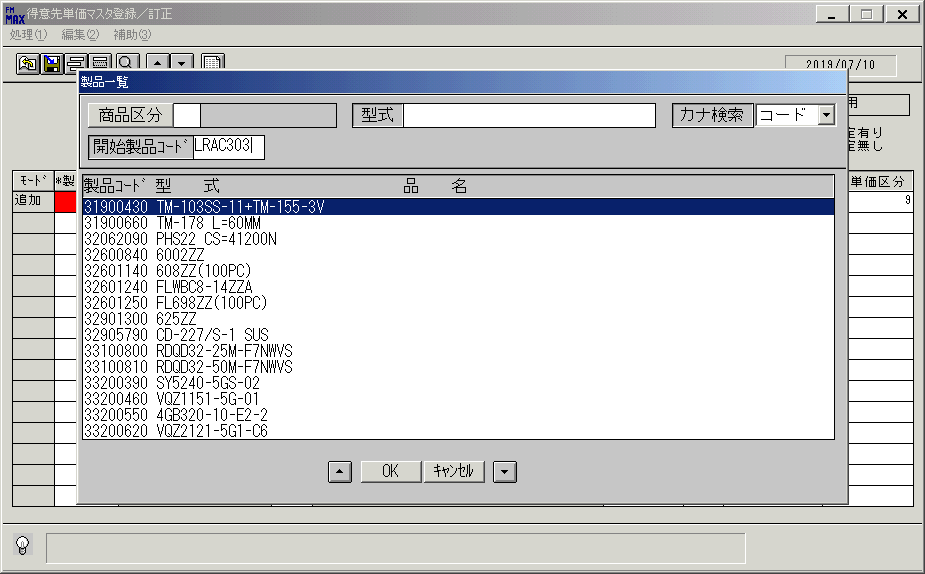 FM MAX 得意先単価マスタ登録／訂正
処理(1) 編集(2) 補助(3)
2019/07/10
製品一覧
商品区分 型式 カナ検索 コード
用
開始製品ｺｰﾄﾞ LRAC303
定有り
定無し
ﾓｰﾄﾞ *製 単価区分
追加 9
製品ｺｰﾄﾞ 型 式 品 名
31900430 TM-103SS-11+TM-155-3V
31900660 TM-178 L=60MM
32062090 PHS22 CS=41200N
32600840 6002ZZ
32601140 608ZZ(100PC)
32601240 FLWBC8-14ZZA
32601250 FL698ZZ(100PC)
32901300 625ZZ
32905790 CD-227/S-1 SUS
33100800 RDQD32-25M-F7NWVS
33100810 RDQD32-50M-F7NWVS
33200390 SY5240-5GS-02
33200460 VQZ1151-5G-01
33200550 4GB320-10-E2-2
33200620 VQZ2121-5G1-C6
OK ｷｬﾝｾﾙ